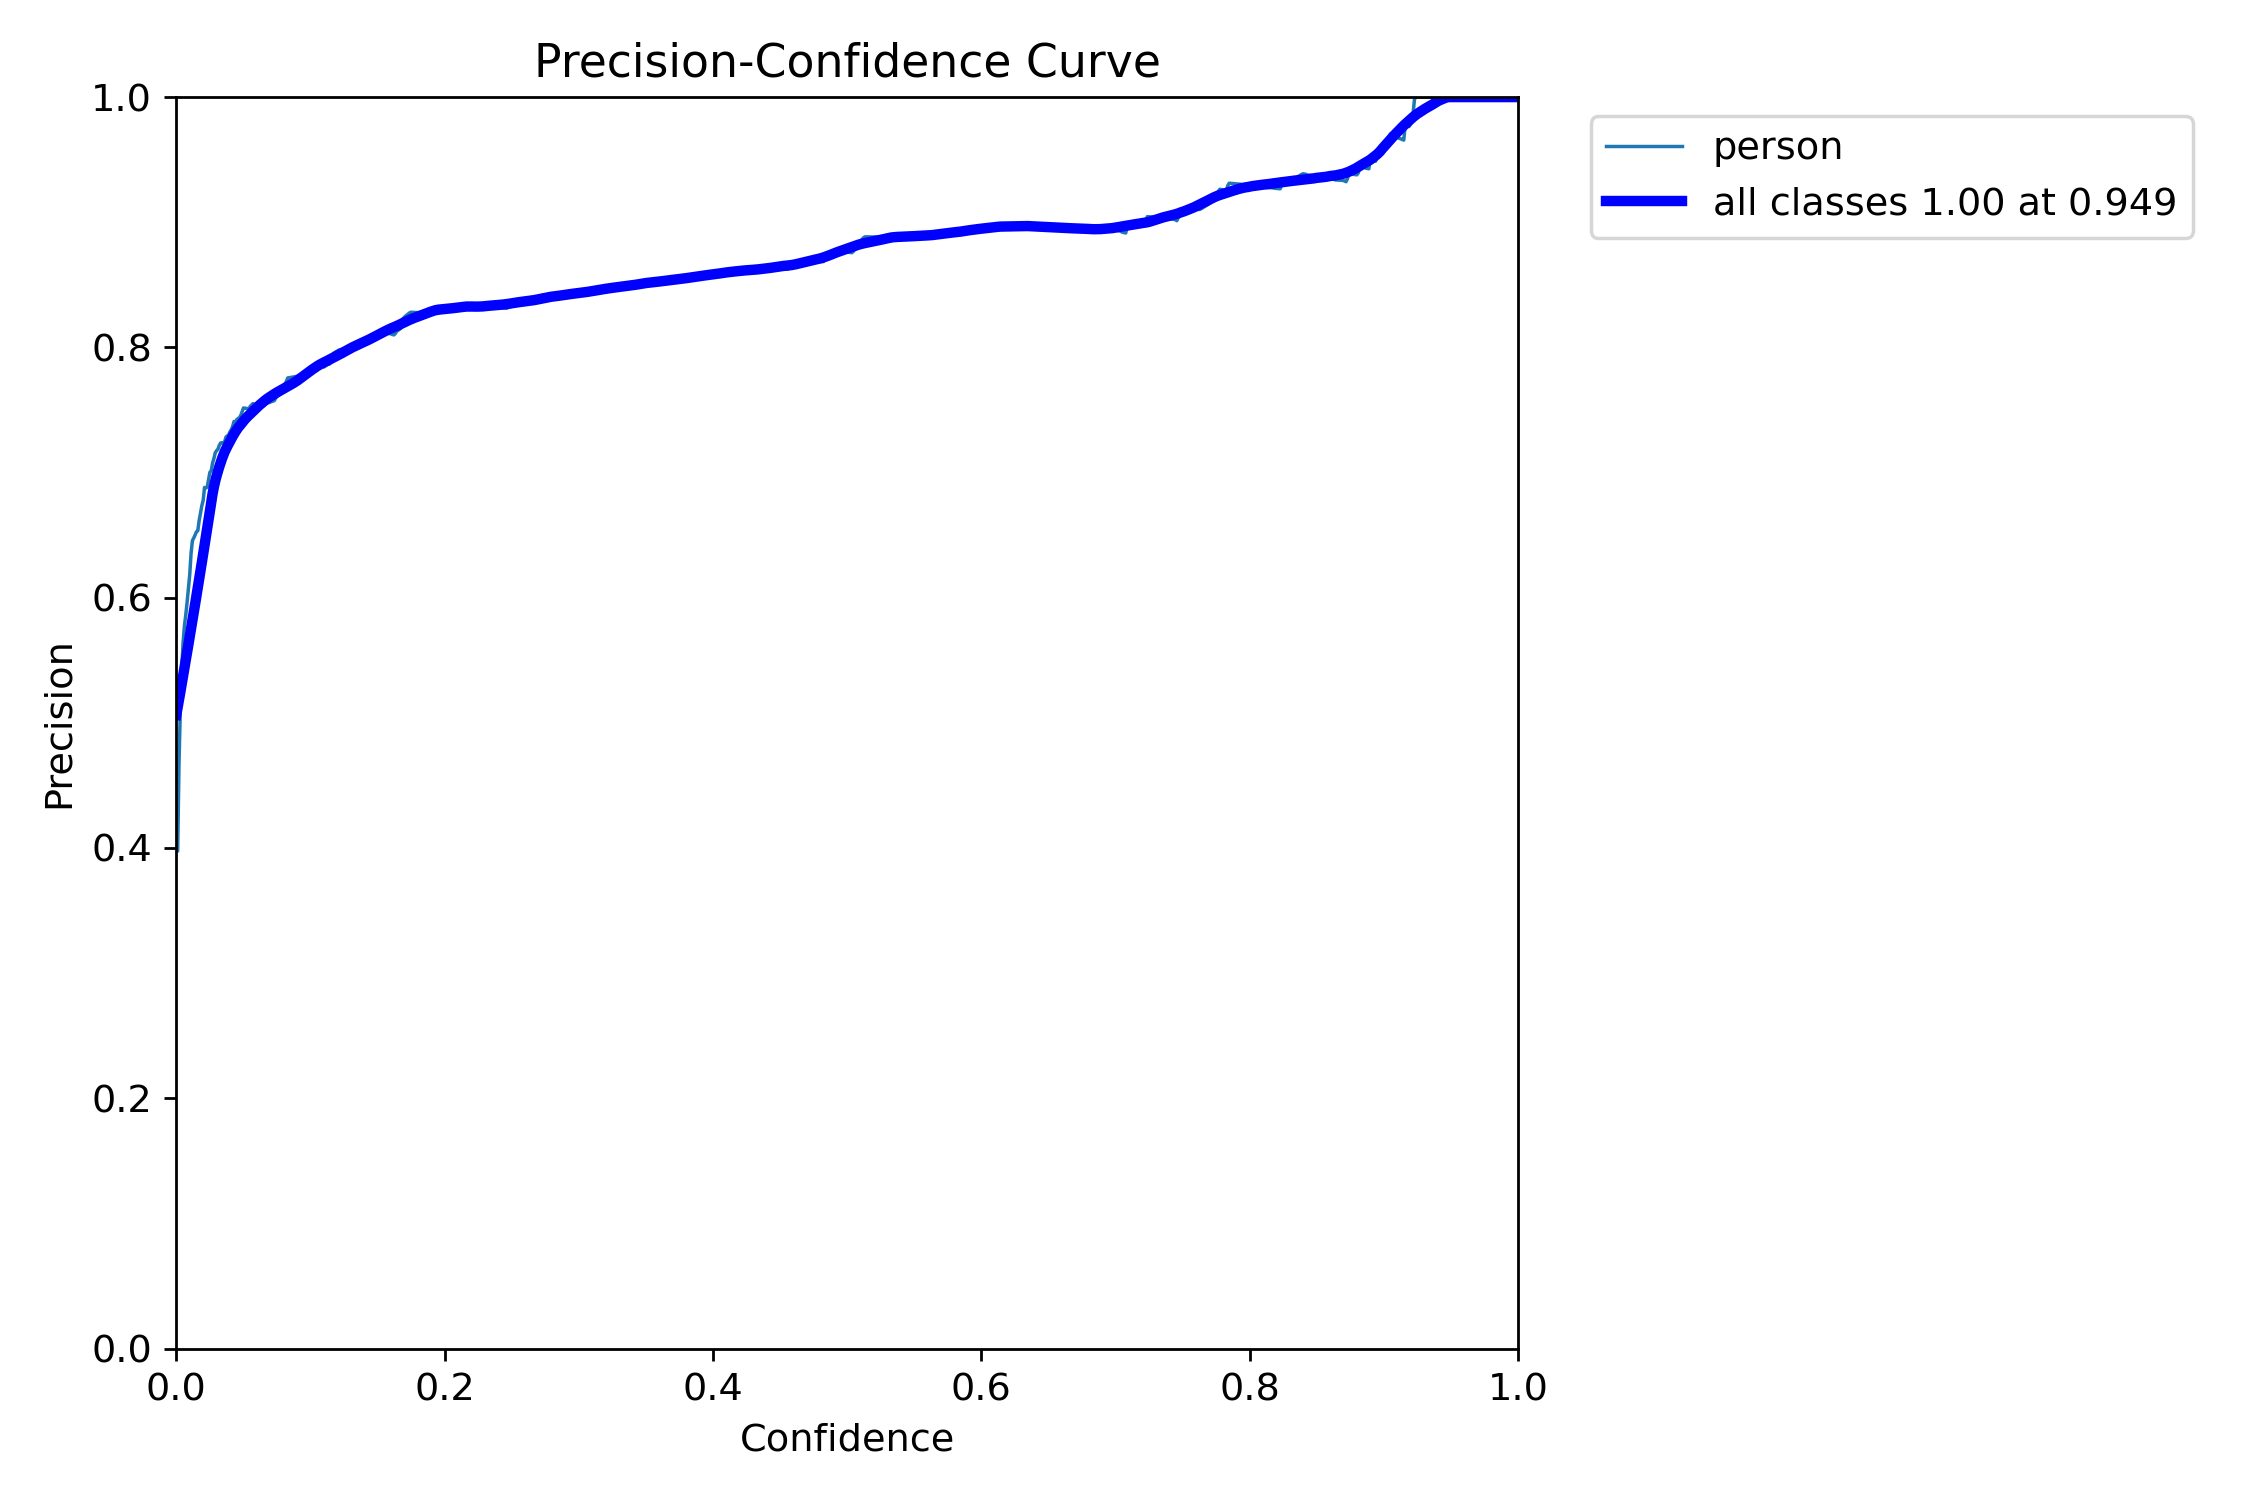 Precision-Confidence Curve
1.0
0.8
0.6
0.4
0.2
0.0
Precision
0.0 0.2 0.4 0.6 0.8 1.0
Confidence
person
all classes 1.00 at 0.949